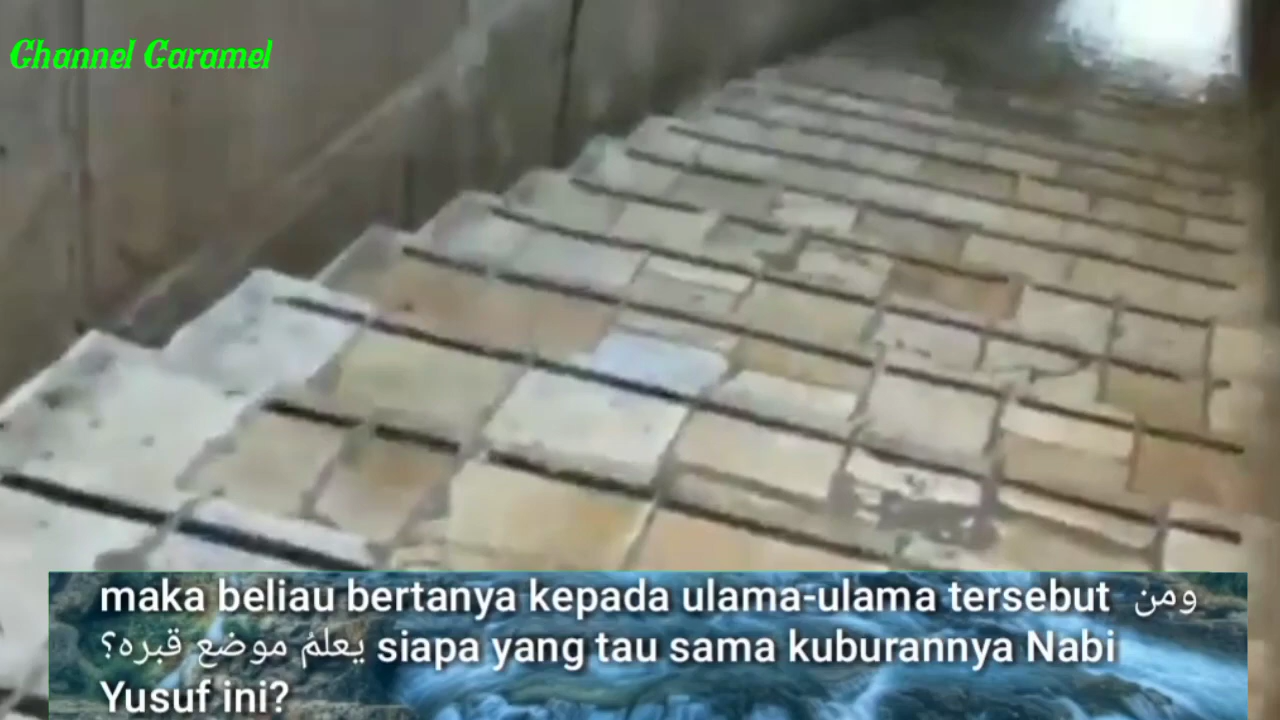 Channel Garamel
maka beliau bertanya kepada ulama-ulama tersebut ومن
يعلمُ موضع قبره؟ siapa yang tau sama kuburannya Nabi
Yusuf ini?